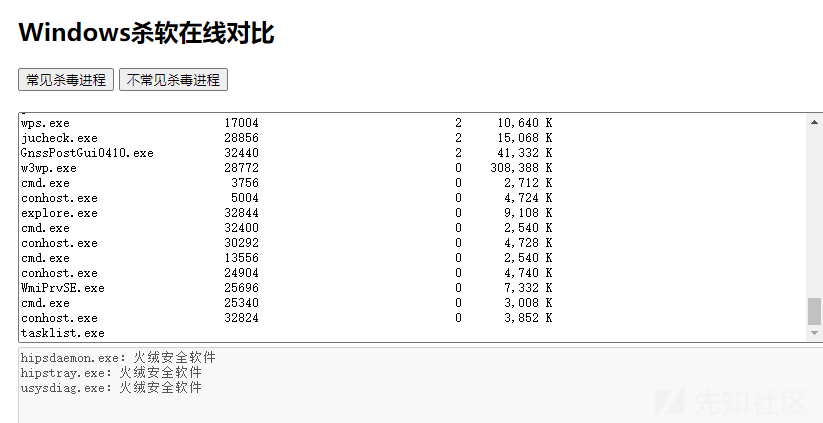 Windows杀软在线对比
常见杀毒进程 不常见杀毒进程
wps.exe 17004 2 10,640 K
jucheck.exe 28856 2 15,068 K
GnssPostGui0410.exe 32440 2 41,332 K
w3wp.exe 28772 0 308,388 K
cmd.exe 3756 0 2,712 K
conhost.exe 5004 0 4,724 K
explore.exe 32844 0 9,108 K
cmd.exe 32400 0 2,540 K
conhost.exe 30292 0 4,728 K
cmd.exe 13556 0 2,540 K
conhost.exe 24904 0 4,740 K
WmiPrvSE.exe 25696 0 7,332 K
cmd.exe 25340 0 3,008 K
conhost.exe 32824 0 3,852 K
tasklist.exe
hipsdaemon.exe: 火绒安全软件
hipstray.exe: 火绒安全软件
usysdiag.exe: 火绒安全软件
先知社区